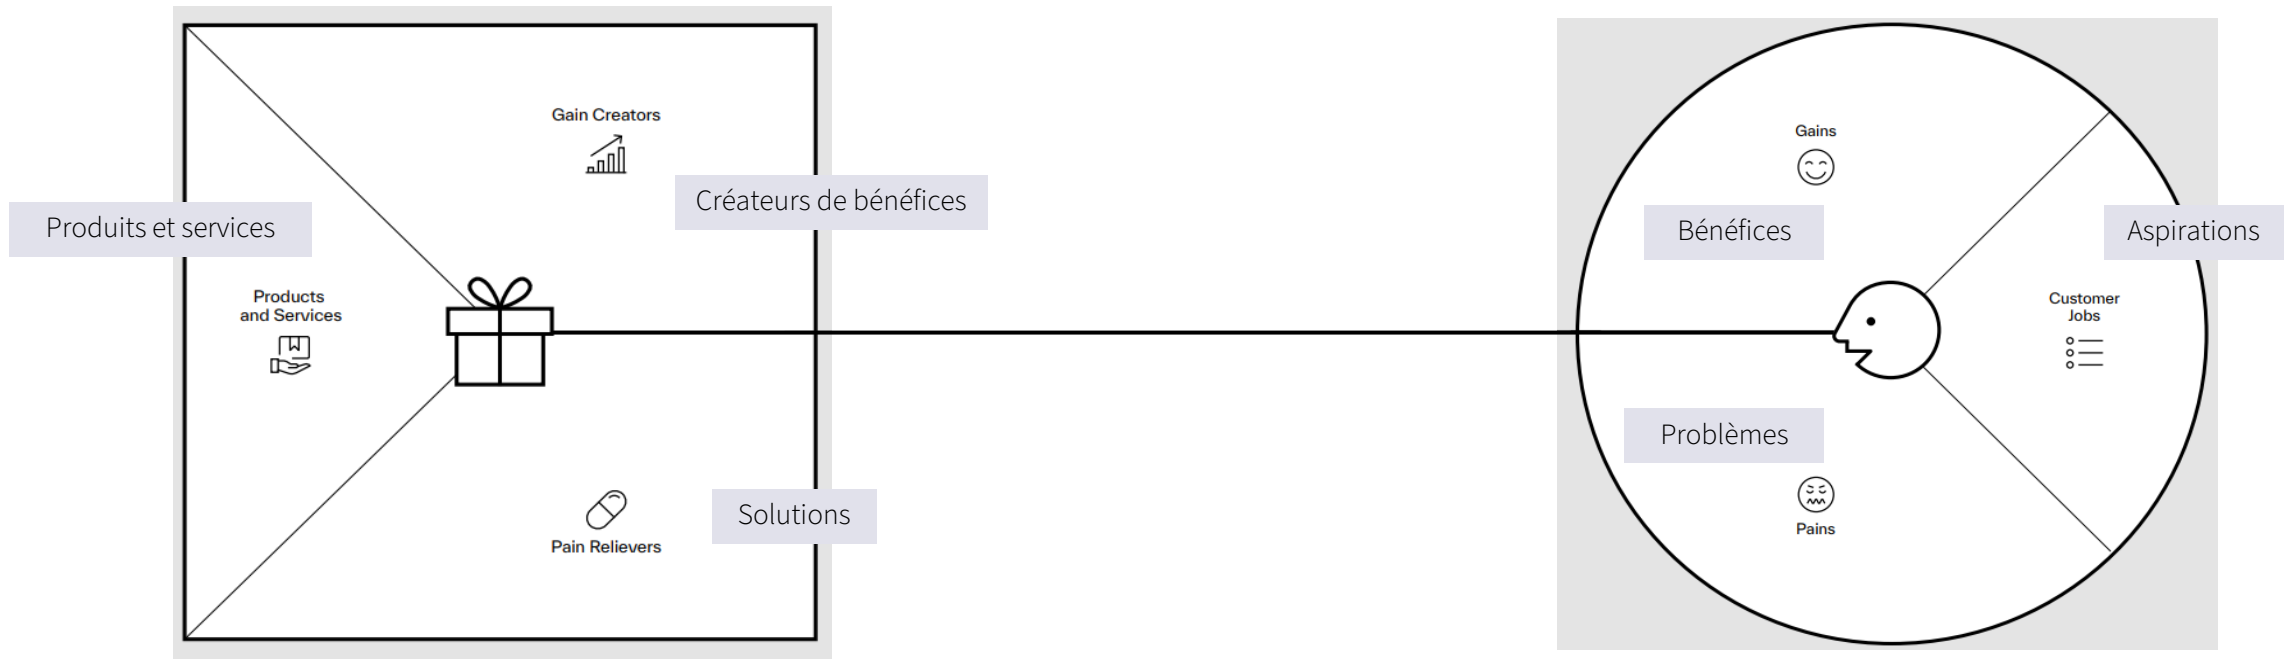 Gain Creators
Créateurs de bénéfices
Produits et services
Products
and Services
Solutions
Pain Relievers
Gains
Bénéfices
Aspirations
Customer
Jobs
Problèmes
Pains